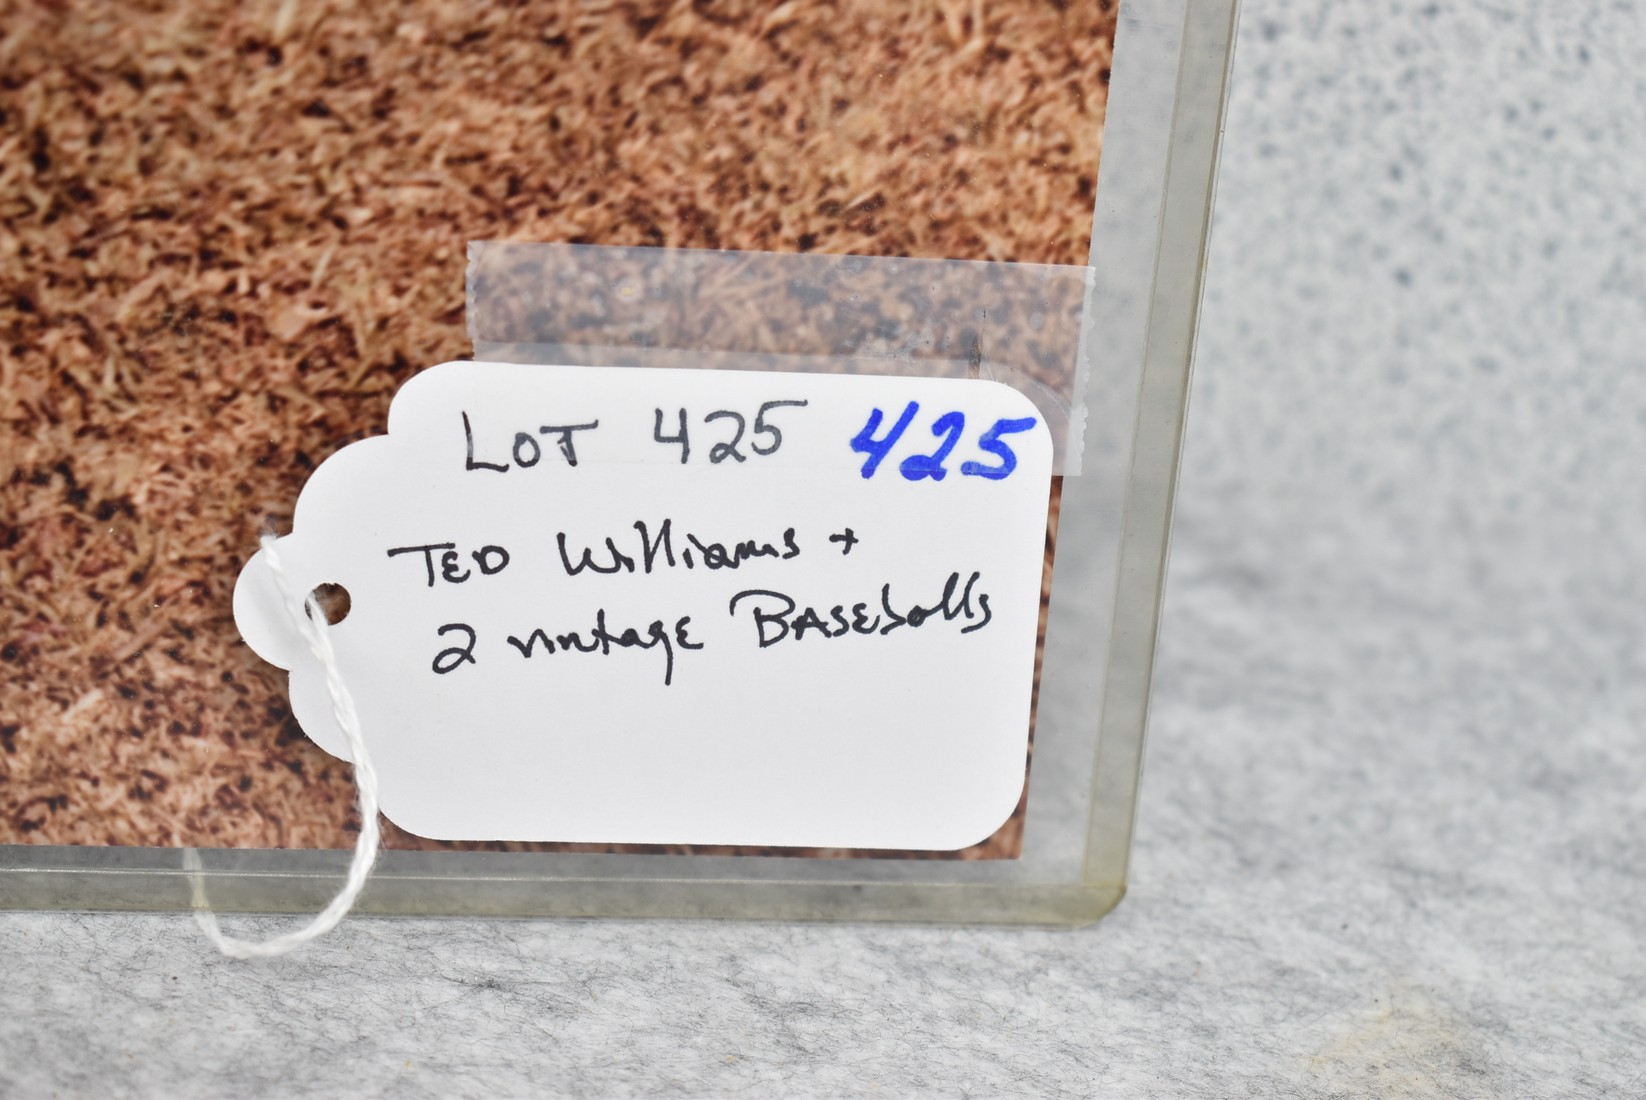 LOT 425 425
TED Williams +
2 vintage BASEballs